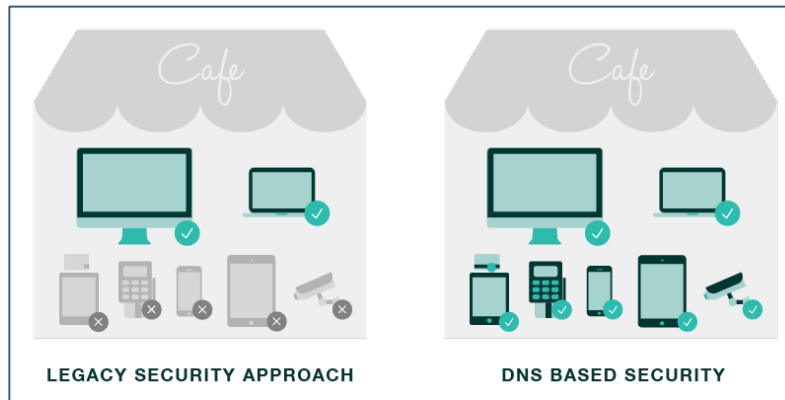 Cafe
Cafe
LEGACY SECURITY APPROACH
DNS BASED SECURITY